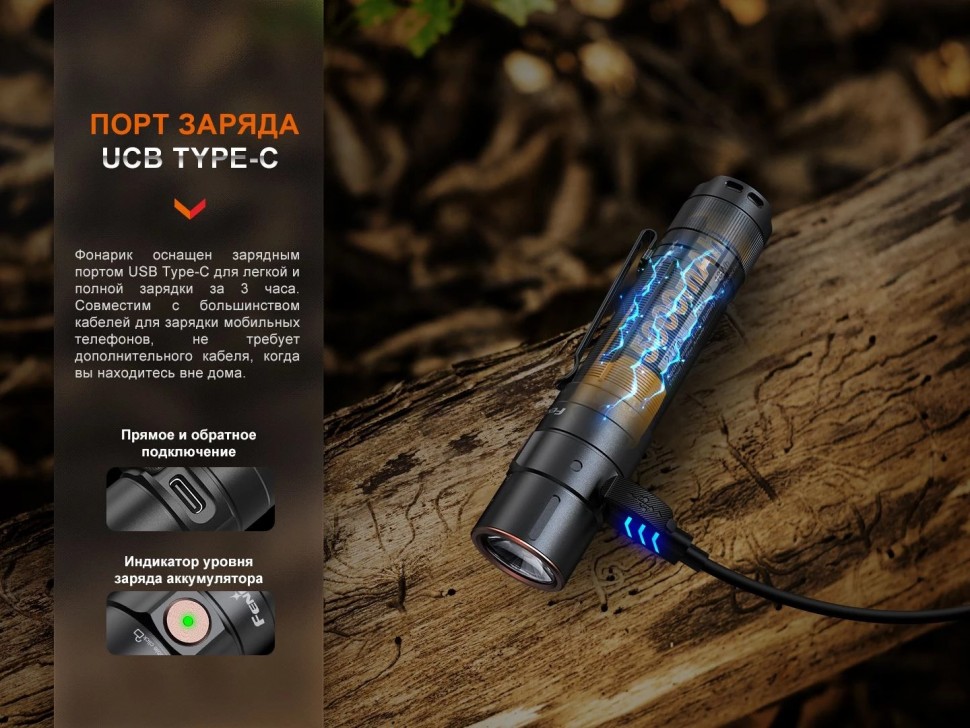 ПОРТ ЗАРЯДА
UCB TYPE-C
Фонарик оснащен зарядным
портом USB Type-C для легкой и
полной зарядки за 3 часа.
Совместим с большинством
кабелей для зарядки мобильных
телефонов, не требует
дополнительного кабеля, когда
вы находитесь вне дома.
Прямое и обратное
подключение
Индикатор уровня
заряда аккумулятора